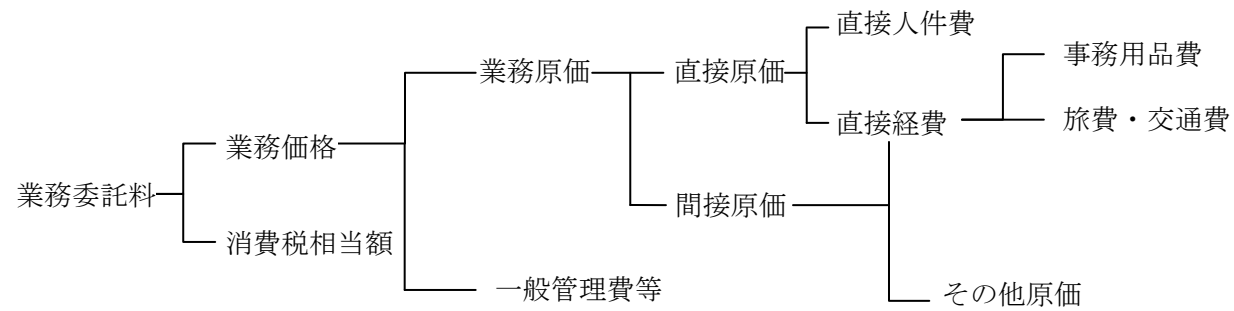 直接人件費
事務用品費
業務原価
直接原価
直接経費
旅費・交通費
業務価格
業務委託料
間接原価
消費税相当額
一般管理費等
その他原価